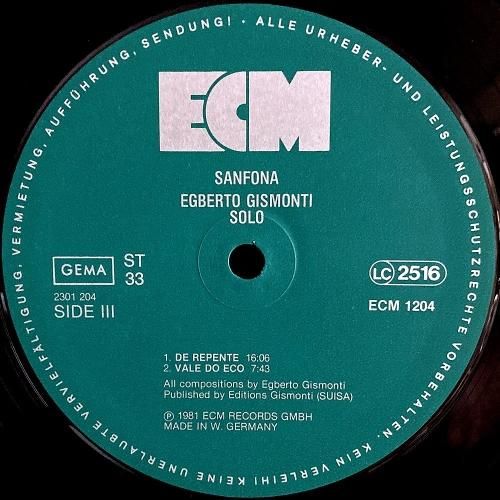 ALLE URHEBER- UND LEISTUNGSSCHUTZRECHTE VORBEHALTEN. KEIN VERLEIH! KEINE UNERLAUBTE VERVIELFÄLTIGUNG, VERMIETUNG, AUFFÜHRUNG, SENDUNG! ·
ECM
SANFONA
EGBERTO GISMONTI
SOLO
GEMA
ST
33
2301 204
SIDE III
LC 2516
ECM 1204
1. DE REPENTE 16:06
2. VALE DO ECO 7:43
All compositions by Egberto Gismonti
Published by Editions Gismonti (SUISA)
℗ 1981 ECM RECORDS GMBH
MADE IN W. GERMANY